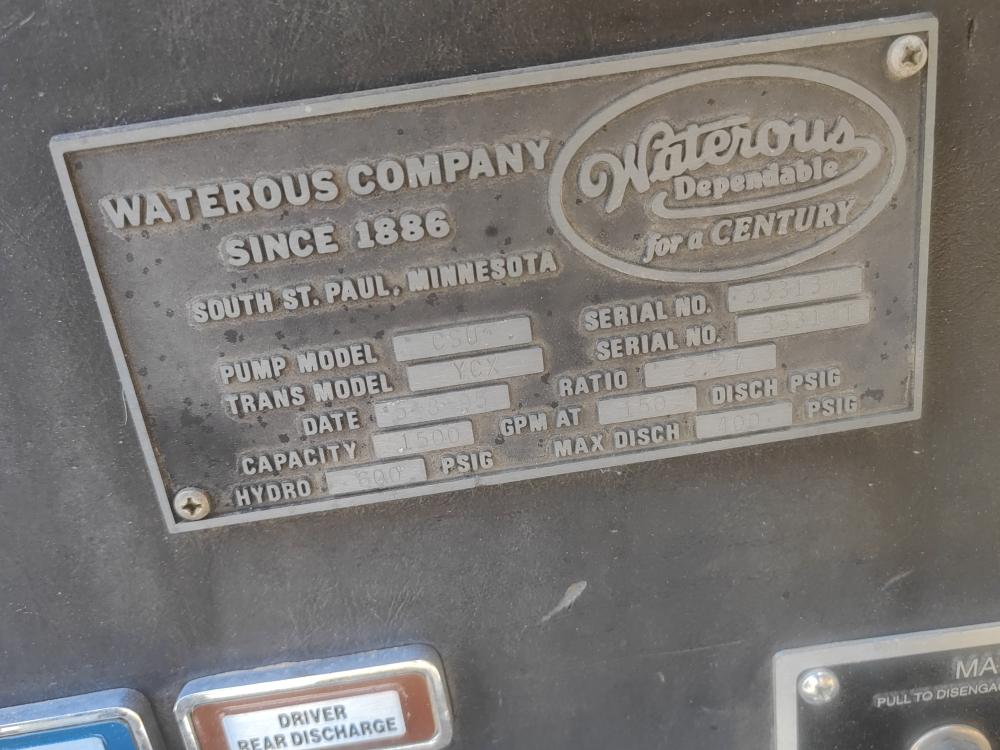 WATEROUS COMPANY
SINCE 1886
SOUTH ST. PAUL, MINNESOTA
Waterous
Dependable
for a CENTURY
PUMP MODEL
SERIAL NO.
TRANS MODEL YCX
SERIAL NO.
DATE
RATIO 2.27
CAPACITY 1500 GPM AT 150 DISCH PSIG
HYDRO 600 PSIG MAX DISCH 400 PSIG
DRIVER
REAR DISCHARGE
PULL TO